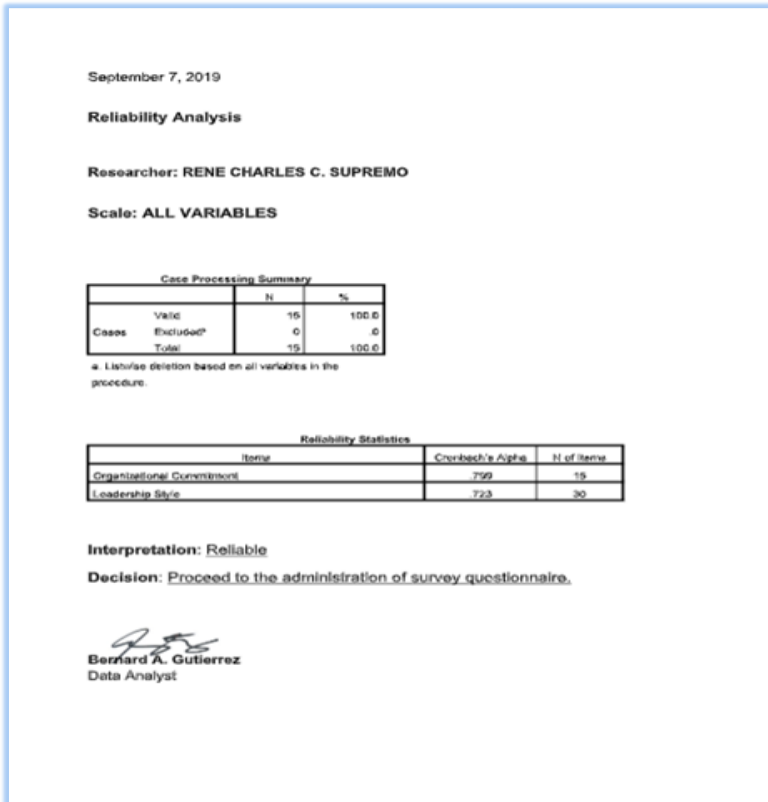 September 7, 2019
Reliability Analysis
Researcher: RENE CHARLES C. SUPREMO
Scale: ALL VARIABLES
Case Processing Summary
N %
Valid 15 100.0
Cases Excludedᵃ 0 .0
Total 15 100.0
a. Listwise deletion based on all variables in the
procedure.
Reliability Statistics
Items Cronbach's Alpha N of Items
Organizational Commitment .799 15
Leadership Style .723 30
Interpretation: Reliable
Decision: Proceed to the administration of survey questionnaire.
Bernard A. Gutierrez
Data Analyst